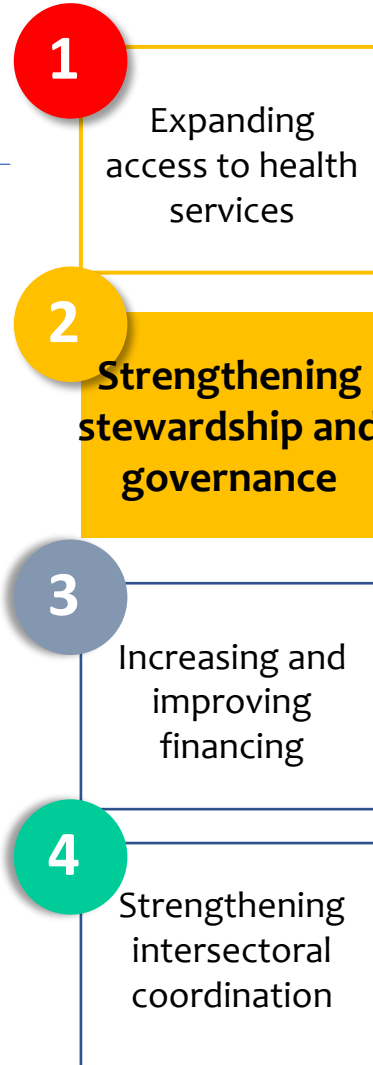 1
Expanding
access to health
services
2
Strengthening
stewardship and
governance
3
Increasing and
improving
financing
4
Strengthening
intersectoral
coordination